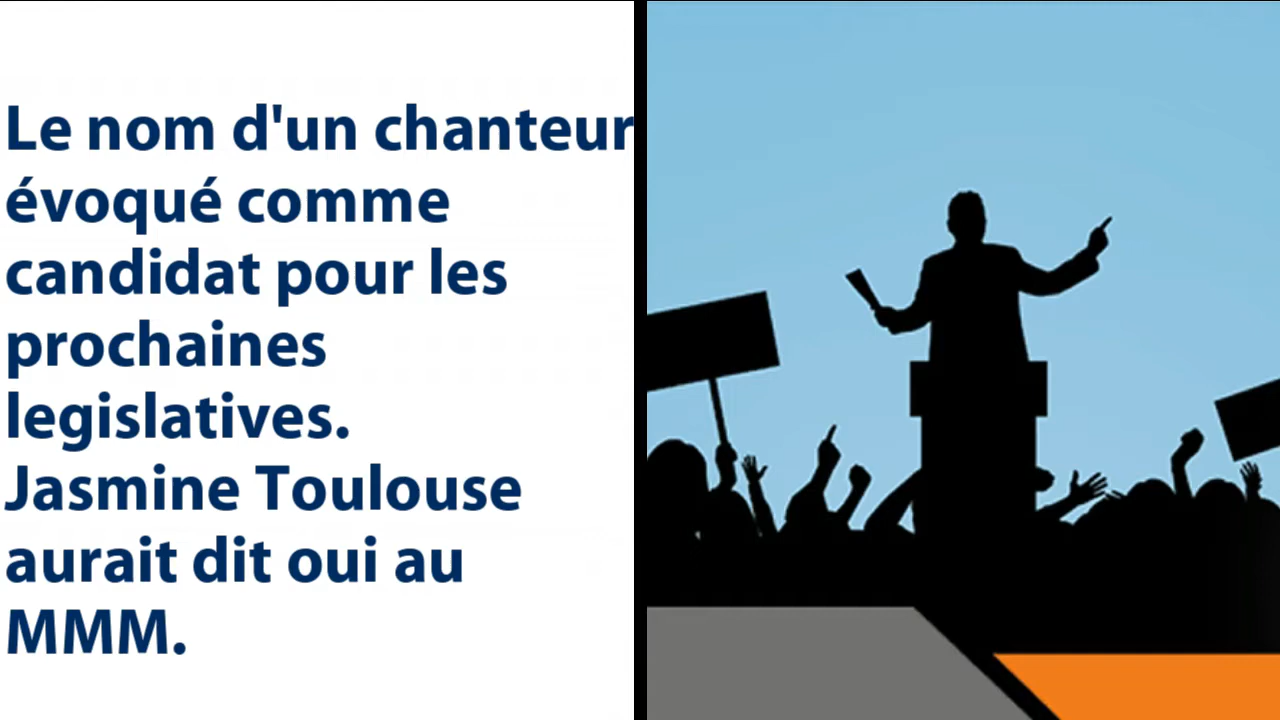 Le nom d'un chanteur
évoqué comme
candidat pour les
prochaines
legislatives.
Jasmine Toulouse
aurait dit oui au
MMM.